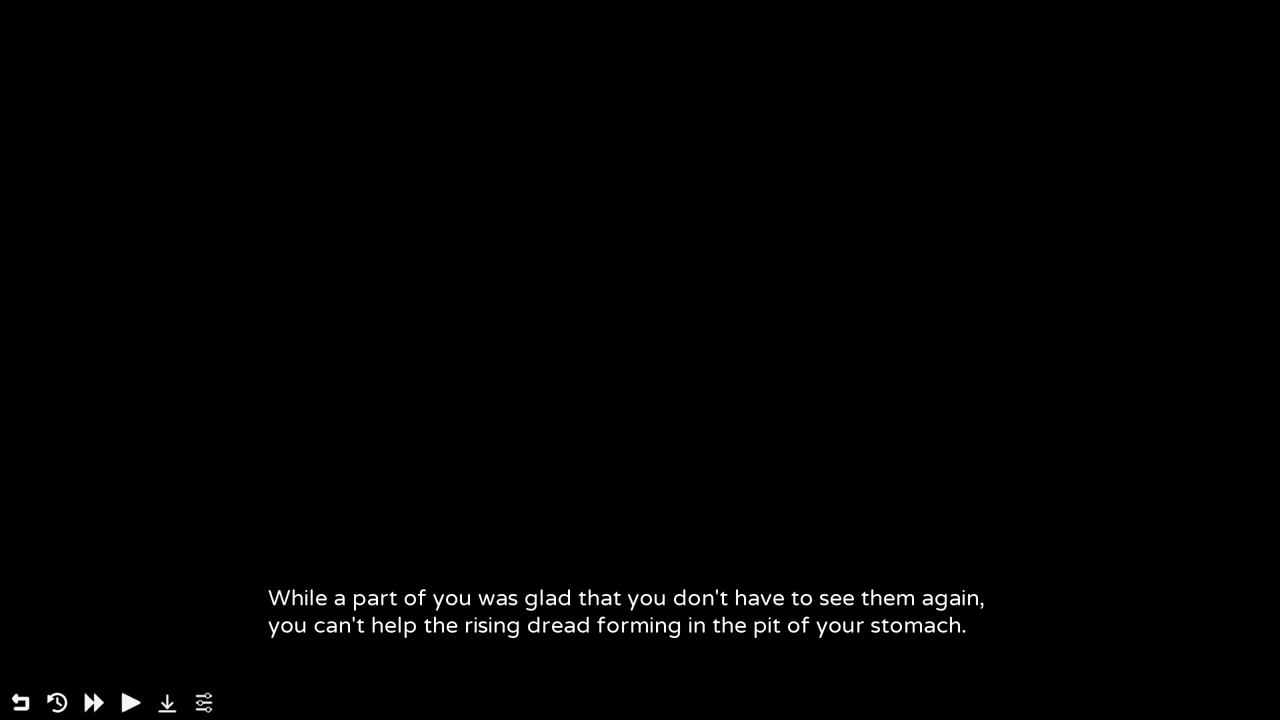 While a part of you was glad that you don't have to see them again,
you can't help the rising dread forming in the pit of your stomach.